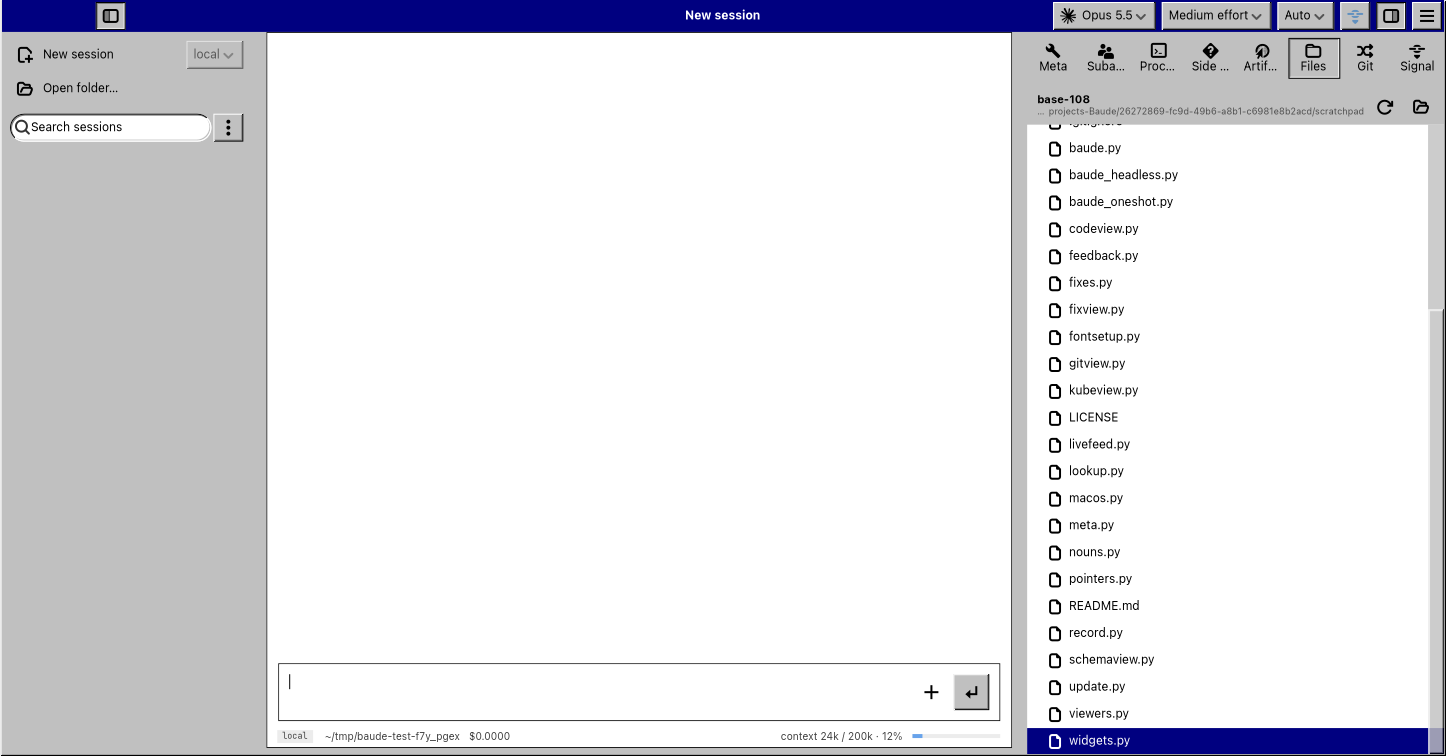 New session
Opus 5.5
Medium effort
Auto
New session
local
Open folder...
Search sessions
Meta
Suba...
Proc...
Side ...
Artif...
Files
Git
Signal
base-108
... projects-Baude/26272869-fc9d-49b6-a8b1-c6981e8b2acd/scratchpad
baude.py
baude_headless.py
baude_oneshot.py
codeview.py
feedback.py
fixes.py
fixview.py
fontsetup.py
gitview.py
kubeview.py
LICENSE
livefeed.py
lookup.py
macos.py
meta.py
nouns.py
pointers.py
README.md
record.py
schemaview.py
update.py
viewers.py
widgets.py
local ~/tmp/baude-test-f7y_pgex $0.0000
context 24k / 200k · 12%